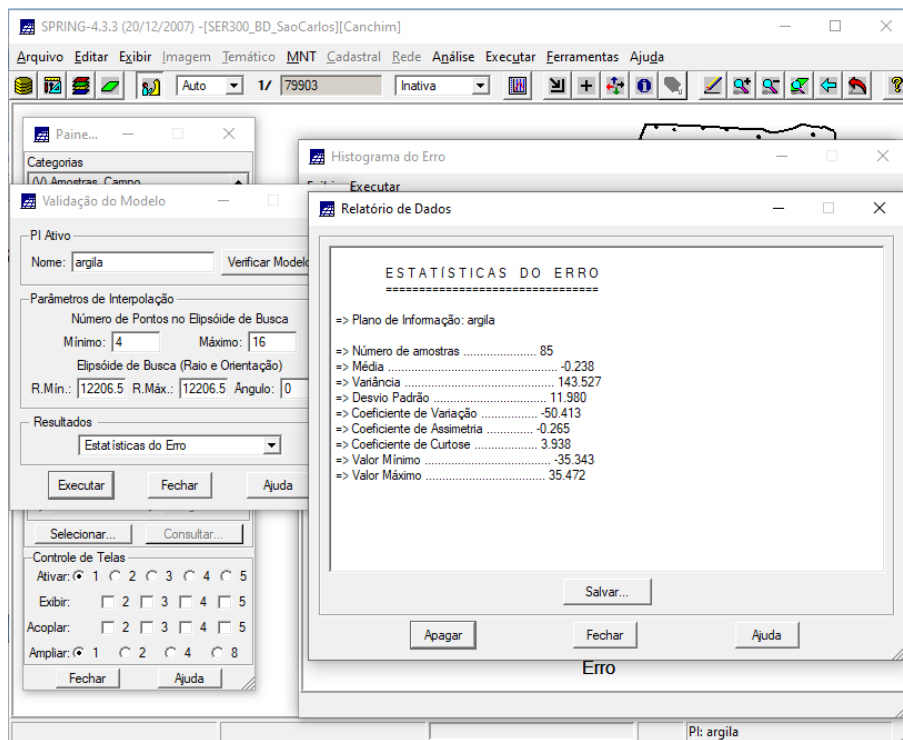 SPRING-4.3.3 (20/12/2007) -[SER300_BD_SaoCarlos][Canchim]
Arquivo Editar Exibir Imagem Temático MNT Cadastral Rede Análise Executar Ferramentas Ajuda
Auto 1/ 79903 Inativa
Paine...
Categorias
(V) Amostras_Campo
Histograma do Erro
Executar
Validação do Modelo
PI Ativo
Nome: argila Verificar Modelo
Parâmetros de Interpolação
Número de Pontos no Elipsóide de Busca
Mínimo: 4 Máximo: 16
Elipsóide de Busca (Raio e Orientação)
R.Mín.: 12206.5 R.Máx.: 12206.5 Ângulo: 0
Resultados
Estatísticas do Erro
Executar Fechar Ajuda
Relatório de Dados
ESTATÍSTICAS DO ERRO
================================
=> Plano de Informação: argila
=> Número de amostras ...................... 85
=> Média ................................................... -0.238
=> Variância ............................................. 143.527
=> Desvio Padrão .................................. 11.980
=> Coeficiente de Variação ................. -50.413
=> Coeficiente de Assimetria .............. -0.265
=> Coeficiente de Curtose ................... 3.938
=> Valor Mínimo ...................................... -35.343
=> Valor Máximo .................................... 35.472
Salvar...
Apagar Fechar Ajuda
Selecionar... Consultar...
Controle de Telas
Ativar: 1 2 3 4 5
Exibir: 2 3 4 5
Acoplar: 2 3 4 5
Ampliar: 1 2 4 8
Fechar Ajuda
Erro
PI: argila